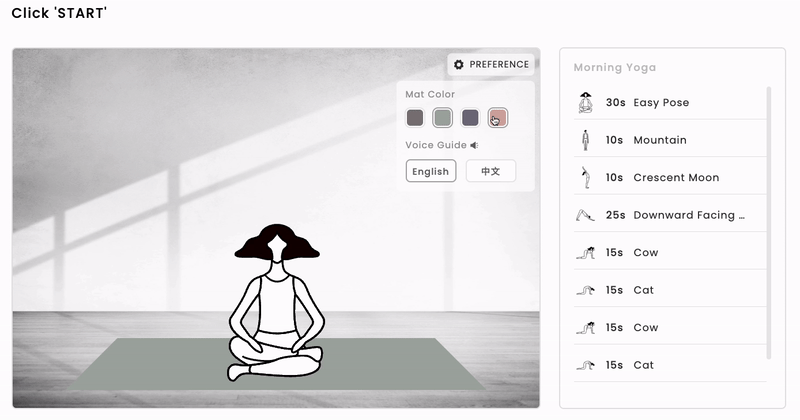 Click 'START'
PREFERENCE
Mat Color
Voice Guide
English
中文
Morning Yoga
30s Easy Pose
10s Mountain
10s Crescent Moon
25s Downward Facing ...
15s Cow
15s Cat
15s Cow
15s Cat